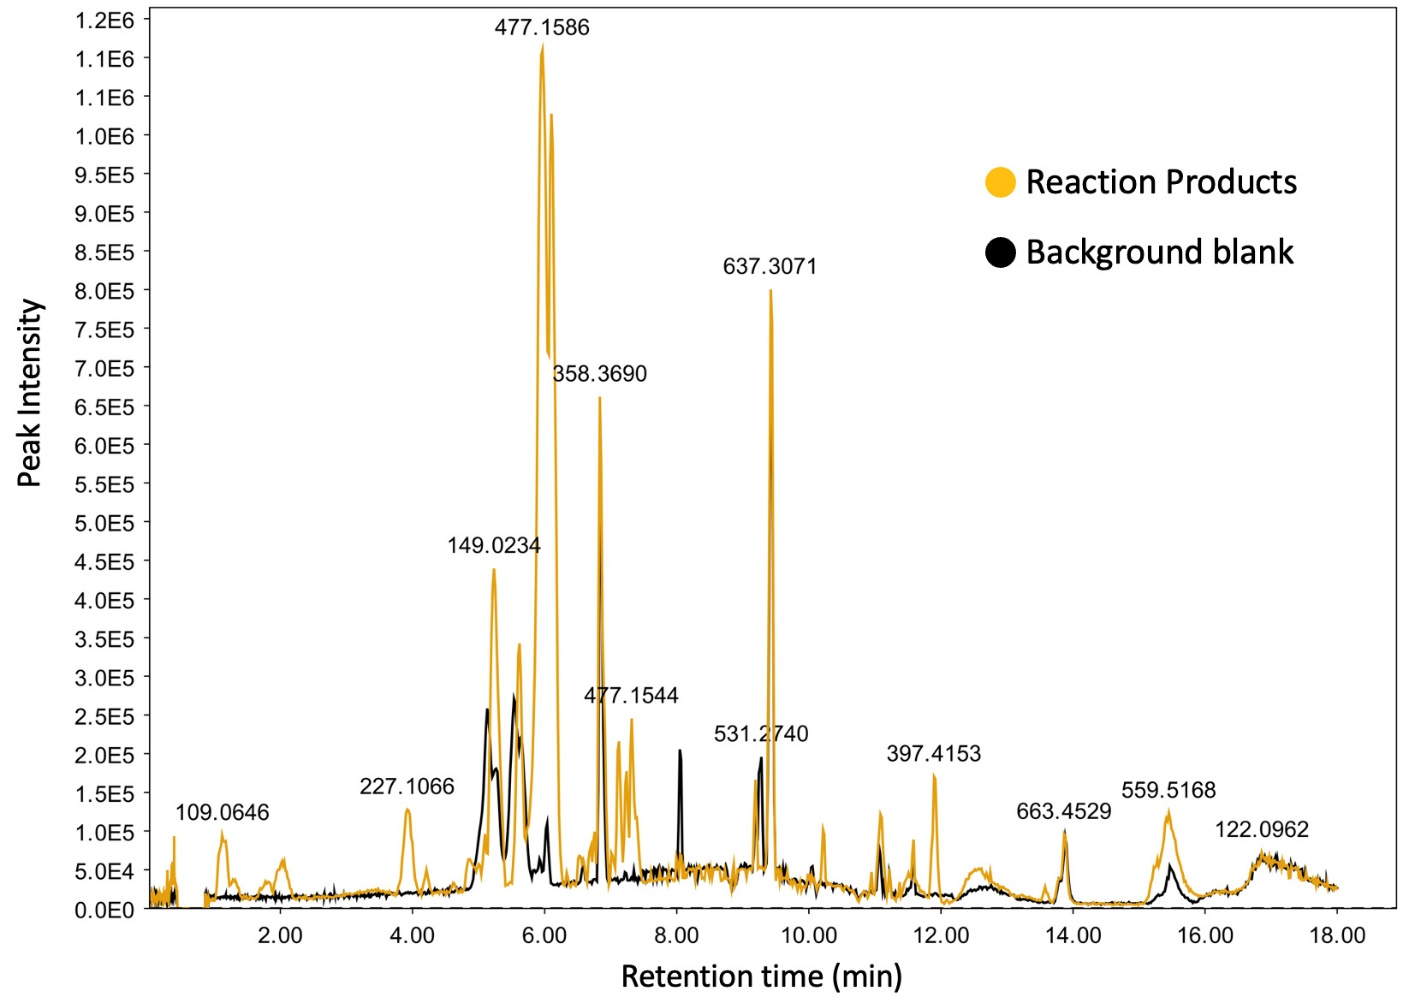 1.2E6
1.1E6
1.1E6
1.0E6
9.5E5
9.0E5
8.5E5
8.0E5
7.5E5
7.0E5
6.5E5
6.0E5
5.5E5
5.0E5
4.5E5
4.0E5
3.5E5
3.0E5
2.5E5
2.0E5
1.5E5
1.0E5
5.0E4
0.0E0
Peak Intensity
477.1586
637.3071
358.3690
149.0234
477.1544
531.2740
397.4153
227.1066
559.5168
109.0646
663.4529
122.0962
Reaction Products
Background blank
2.00 4.00 6.00 8.00 10.00 12.00 14.00 16.00 18.00
Retention time (min)